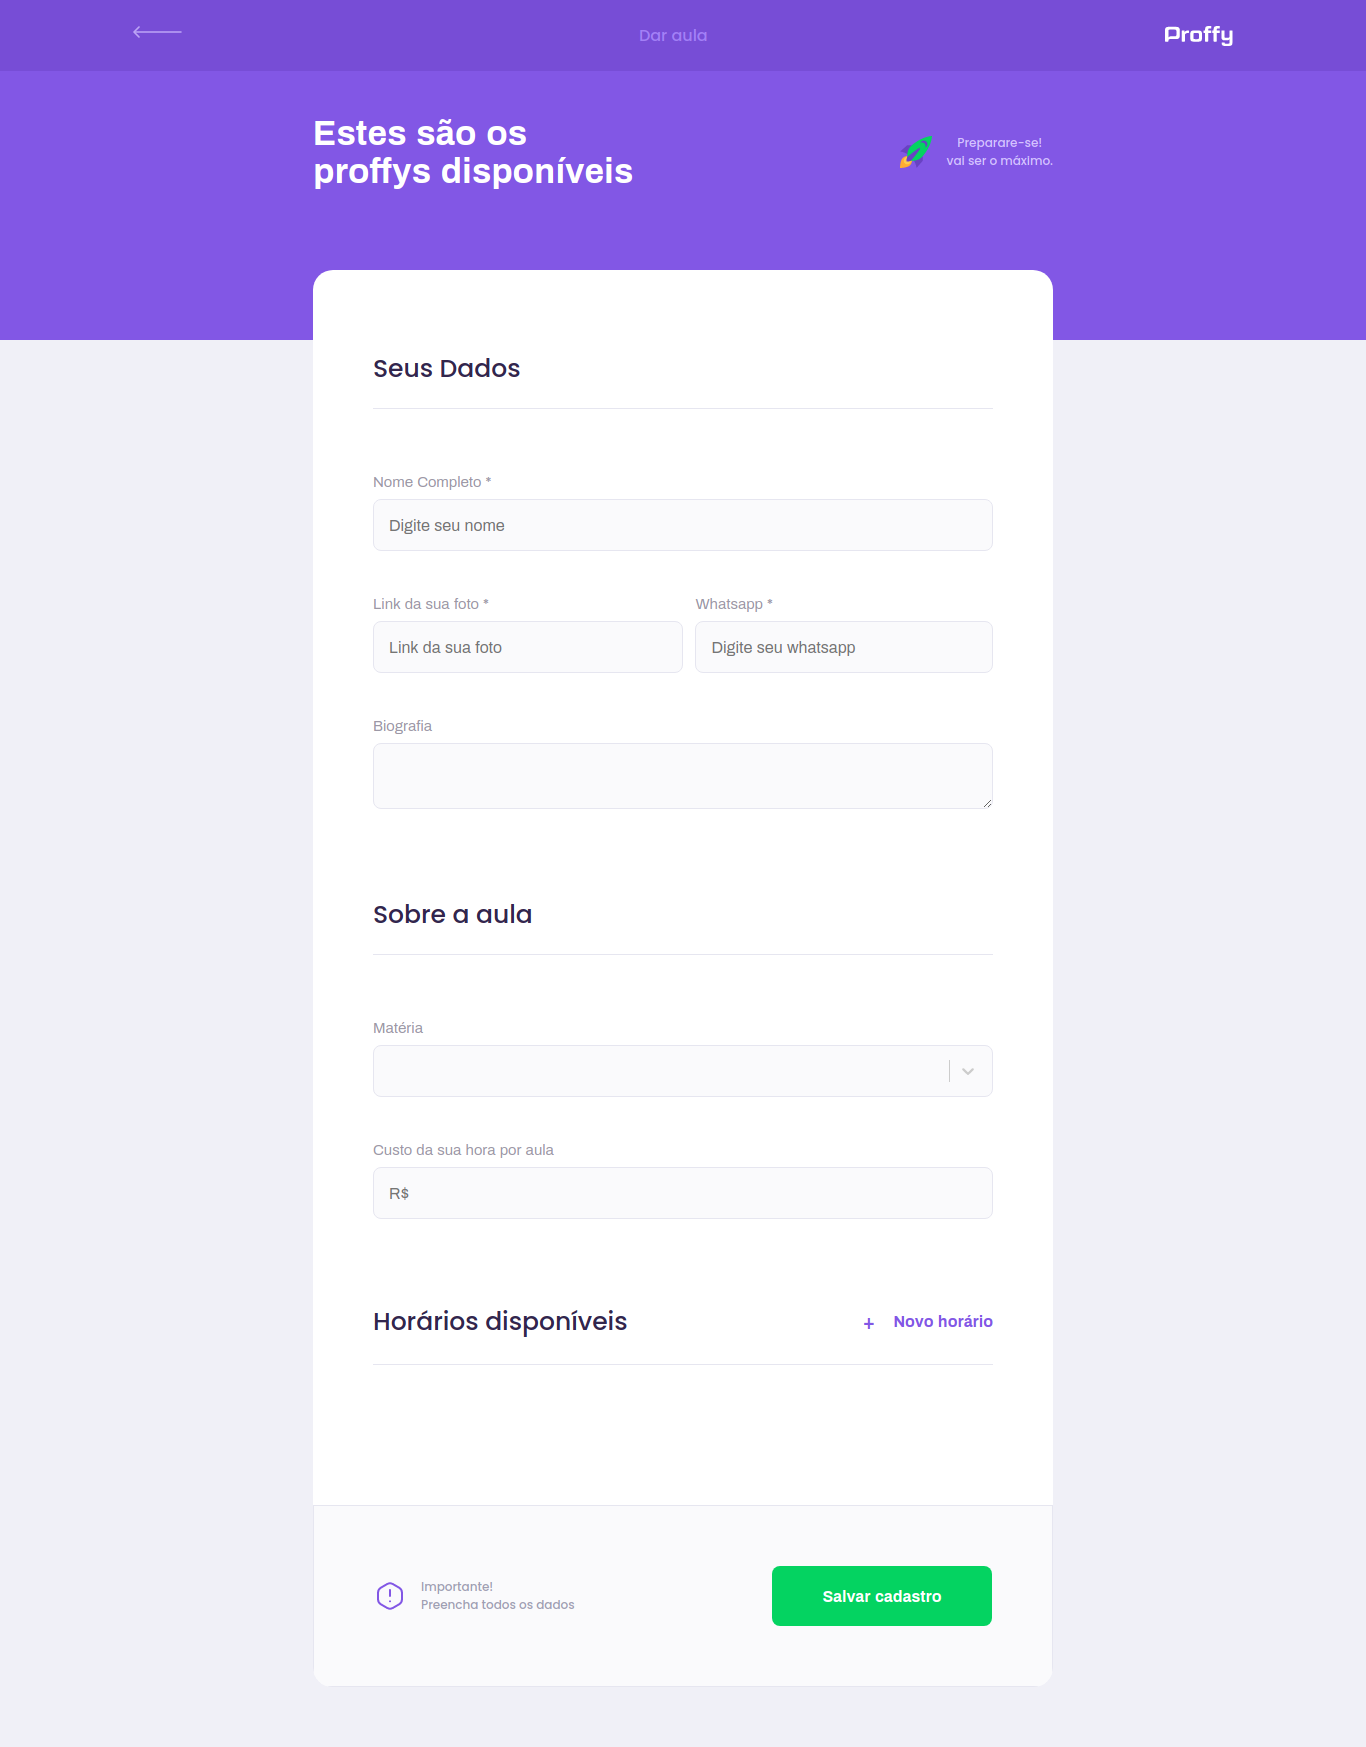 Dar aula
Proffy
Estes são os
proffys disponíveis
Preparare-se!
vai ser o máximo.
Seus Dados
Nome Completo *
Digite seu nome
Link da sua foto *
Whatsapp *
Link da sua foto
Digite seu whatsapp
Biografia
Sobre a aula
Matéria
Custo da sua hora por aula
R$
Horários disponíveis
+ Novo horário
Importante!
Preencha todos os dados
Salvar cadastro